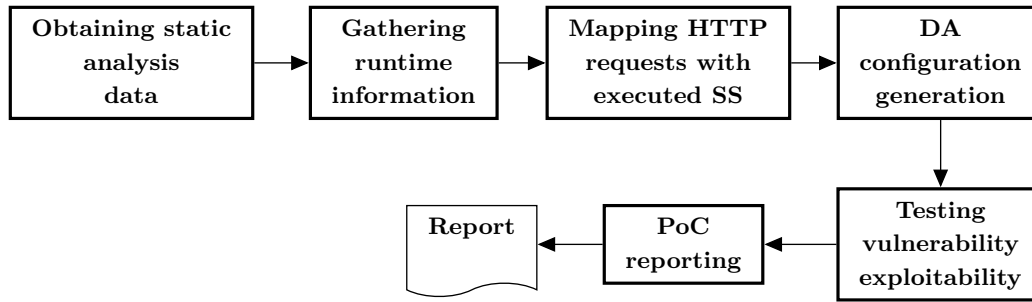 Obtaining static
analysis
data
Gathering
runtime
information
Mapping HTTP
requests with
executed SS
DA
configuration
generation
Testing
vulnerability
exploitability
PoC
reporting
Report